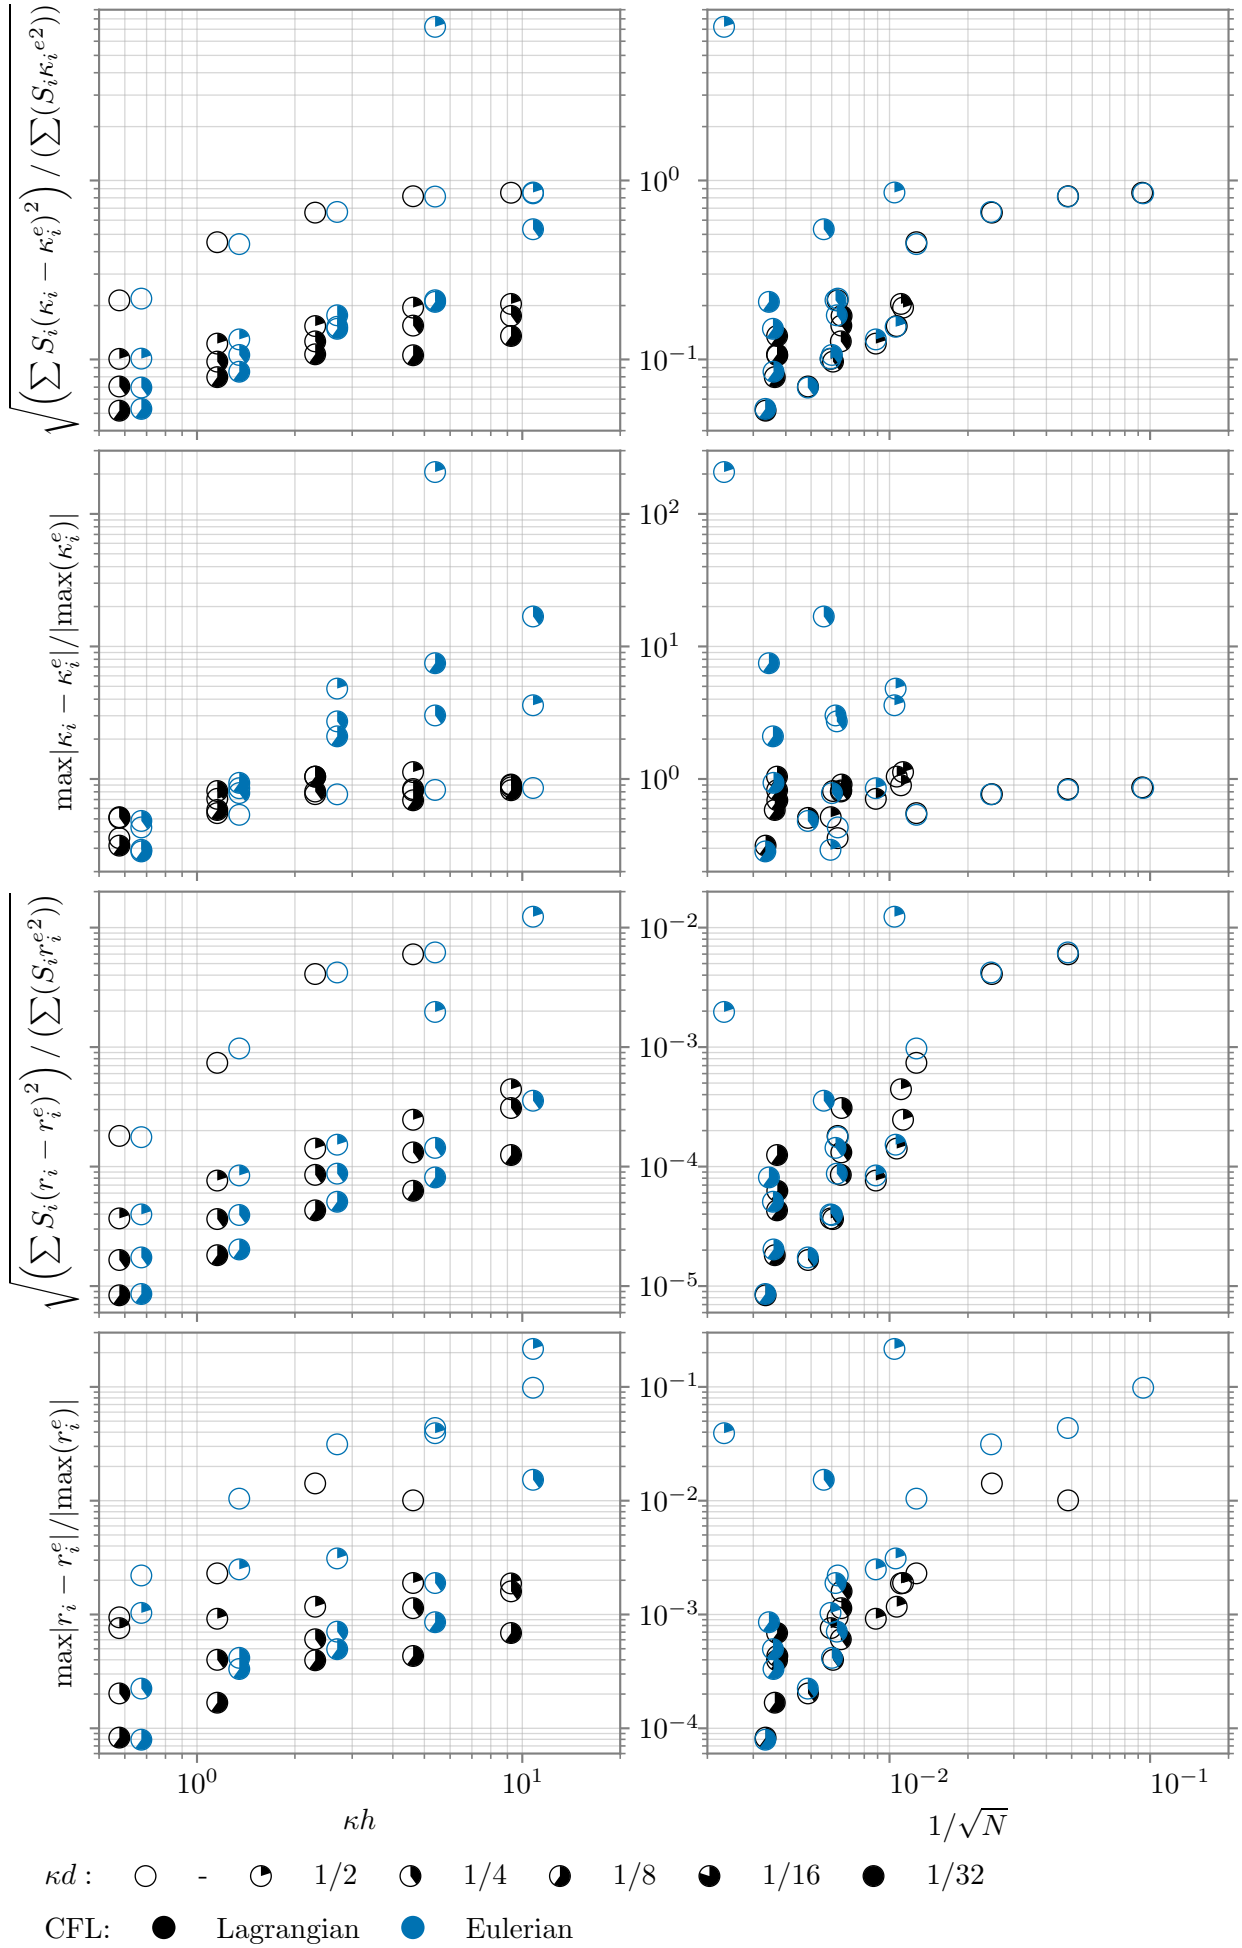 √(∑ S_i(κ_i − κ_i^e)^2) / (∑(S_iκ_i^e2))
10^0
10^−1
max|κ_i − κ_i^e|/|max(κ_i^e)|
10^2
10^1
10^0
√(∑ S_i(r_i − r_i^e)^2) / (∑(S_ir_i^e2))
10^−2
10^−3
10^−4
10^−5
max|r_i − r_i^e|/|max(r_i^e)|
10^−1
10^−2
10^−3
10^−4
10^0 10^1 10^−2 10^−1
κh 1/√N
κd : - 1/2 1/4 1/8 1/16 1/32
CFL: Lagrangian Eulerian